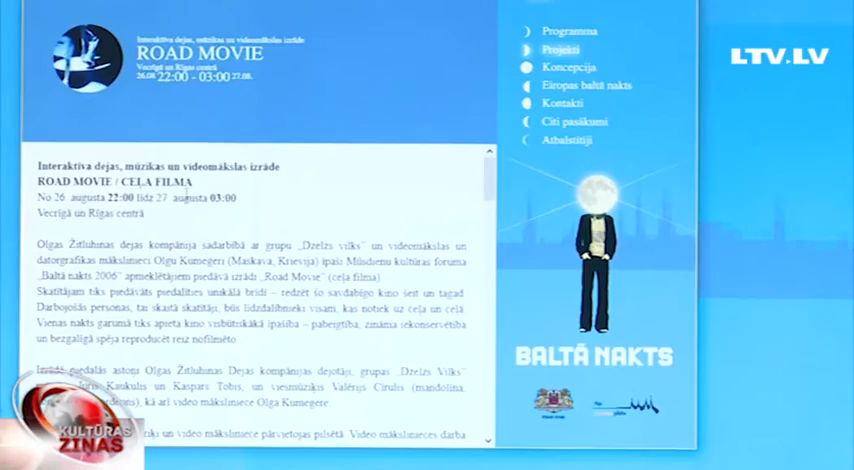 Interaktīva dejas, mūzikas un videomākslas izrāde
ROAD MOVIE
Vecrīgā un Rīgas centrā
26.08 22:00 - 03:00 27.08.
Programma
Projekti
Koncepcija
Eiropas baltā nakts
Kontakti
Citi pasākumi
Atbalstītāji
LTV.LV
Interaktīva dejas, mūzikas un videomākslas izrāde
ROAD MOVIE / CEĻA FILMA
No 26. augusta 22:00 līdz 27. augusta 03:00
Vecrīgā un Rīgas centrā
Olgas Žitluhinas dejas kompānija sadarbībā ar grupu „Dzelzs vilks" un videomākslas un
datorgrafikas mākslinieci Olgu Kumegeri (Maskava, Krievija) īpaši Mūsdienu kultūras foruma
„Baltā nakts 2006" apmeklētājiem piedāvā izrādi „Road Movie" (ceļa filma)
Skatītājam tiks piedāvāts piedalīties unikālā brīdī - redzēt šo savdabīgo kino šeit un tagad.
Darbojošās personas, tai skaitā skatītāji, būs līdzdalībnieki visam, kas notiek uz ceļa un ceļā.
Vienas nakts garumā tiks apieta kino visbūtiskākā īpašība - pabeigtība, zināma iekonservētība
un bezgalīgā spēja reproducēt reiz nofilmēto
Izrādē piedalās astoņi Olgas Žitluhinas Dejas kompānijas dejotāji, grupas „Dzelzs Vilks"
Juris Kaukulis un Kaspars Tobis, un viesmūziķis Valērijs Cīrulis (mandolīna,
kā arī video māksliniece Olga Kumegere.
un video māksliniece pārvietojas pilsētā. Video mākslinieces darba
BALTĀ NAKTS
KULTŪRAS
ZIŅAS